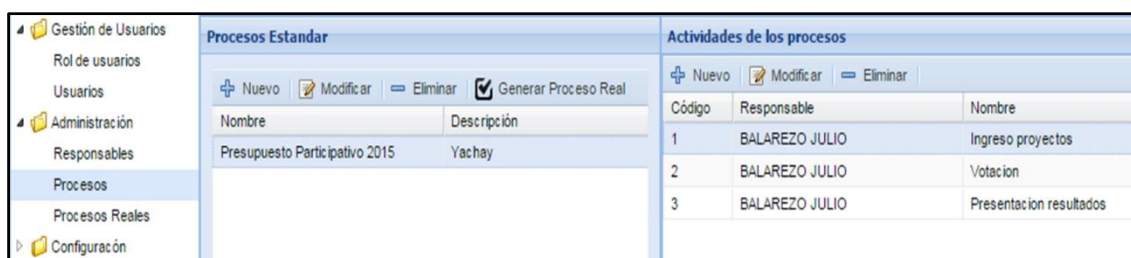 Gestión de Usuarios
Rol de usuarios
Usuarios
Administración
Responsables
Procesos
Procesos Reales
Configuracón
Procesos Estandar
Nuevo Modificar Eliminar Generar Proceso Real
Nombre Descripción
Presupuesto Participativo 2015 Yachay
Actividades de los procesos
Nuevo Modificar Eliminar
Código Responsable Nombre
1 BALAREZO JULIO Ingreso proyectos
2 BALAREZO JULIO Votacion
3 BALAREZO JULIO Presentacion resultados